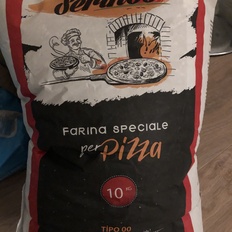 FARINA SPECIALE
per Pizza
10 KG
TIPO 00